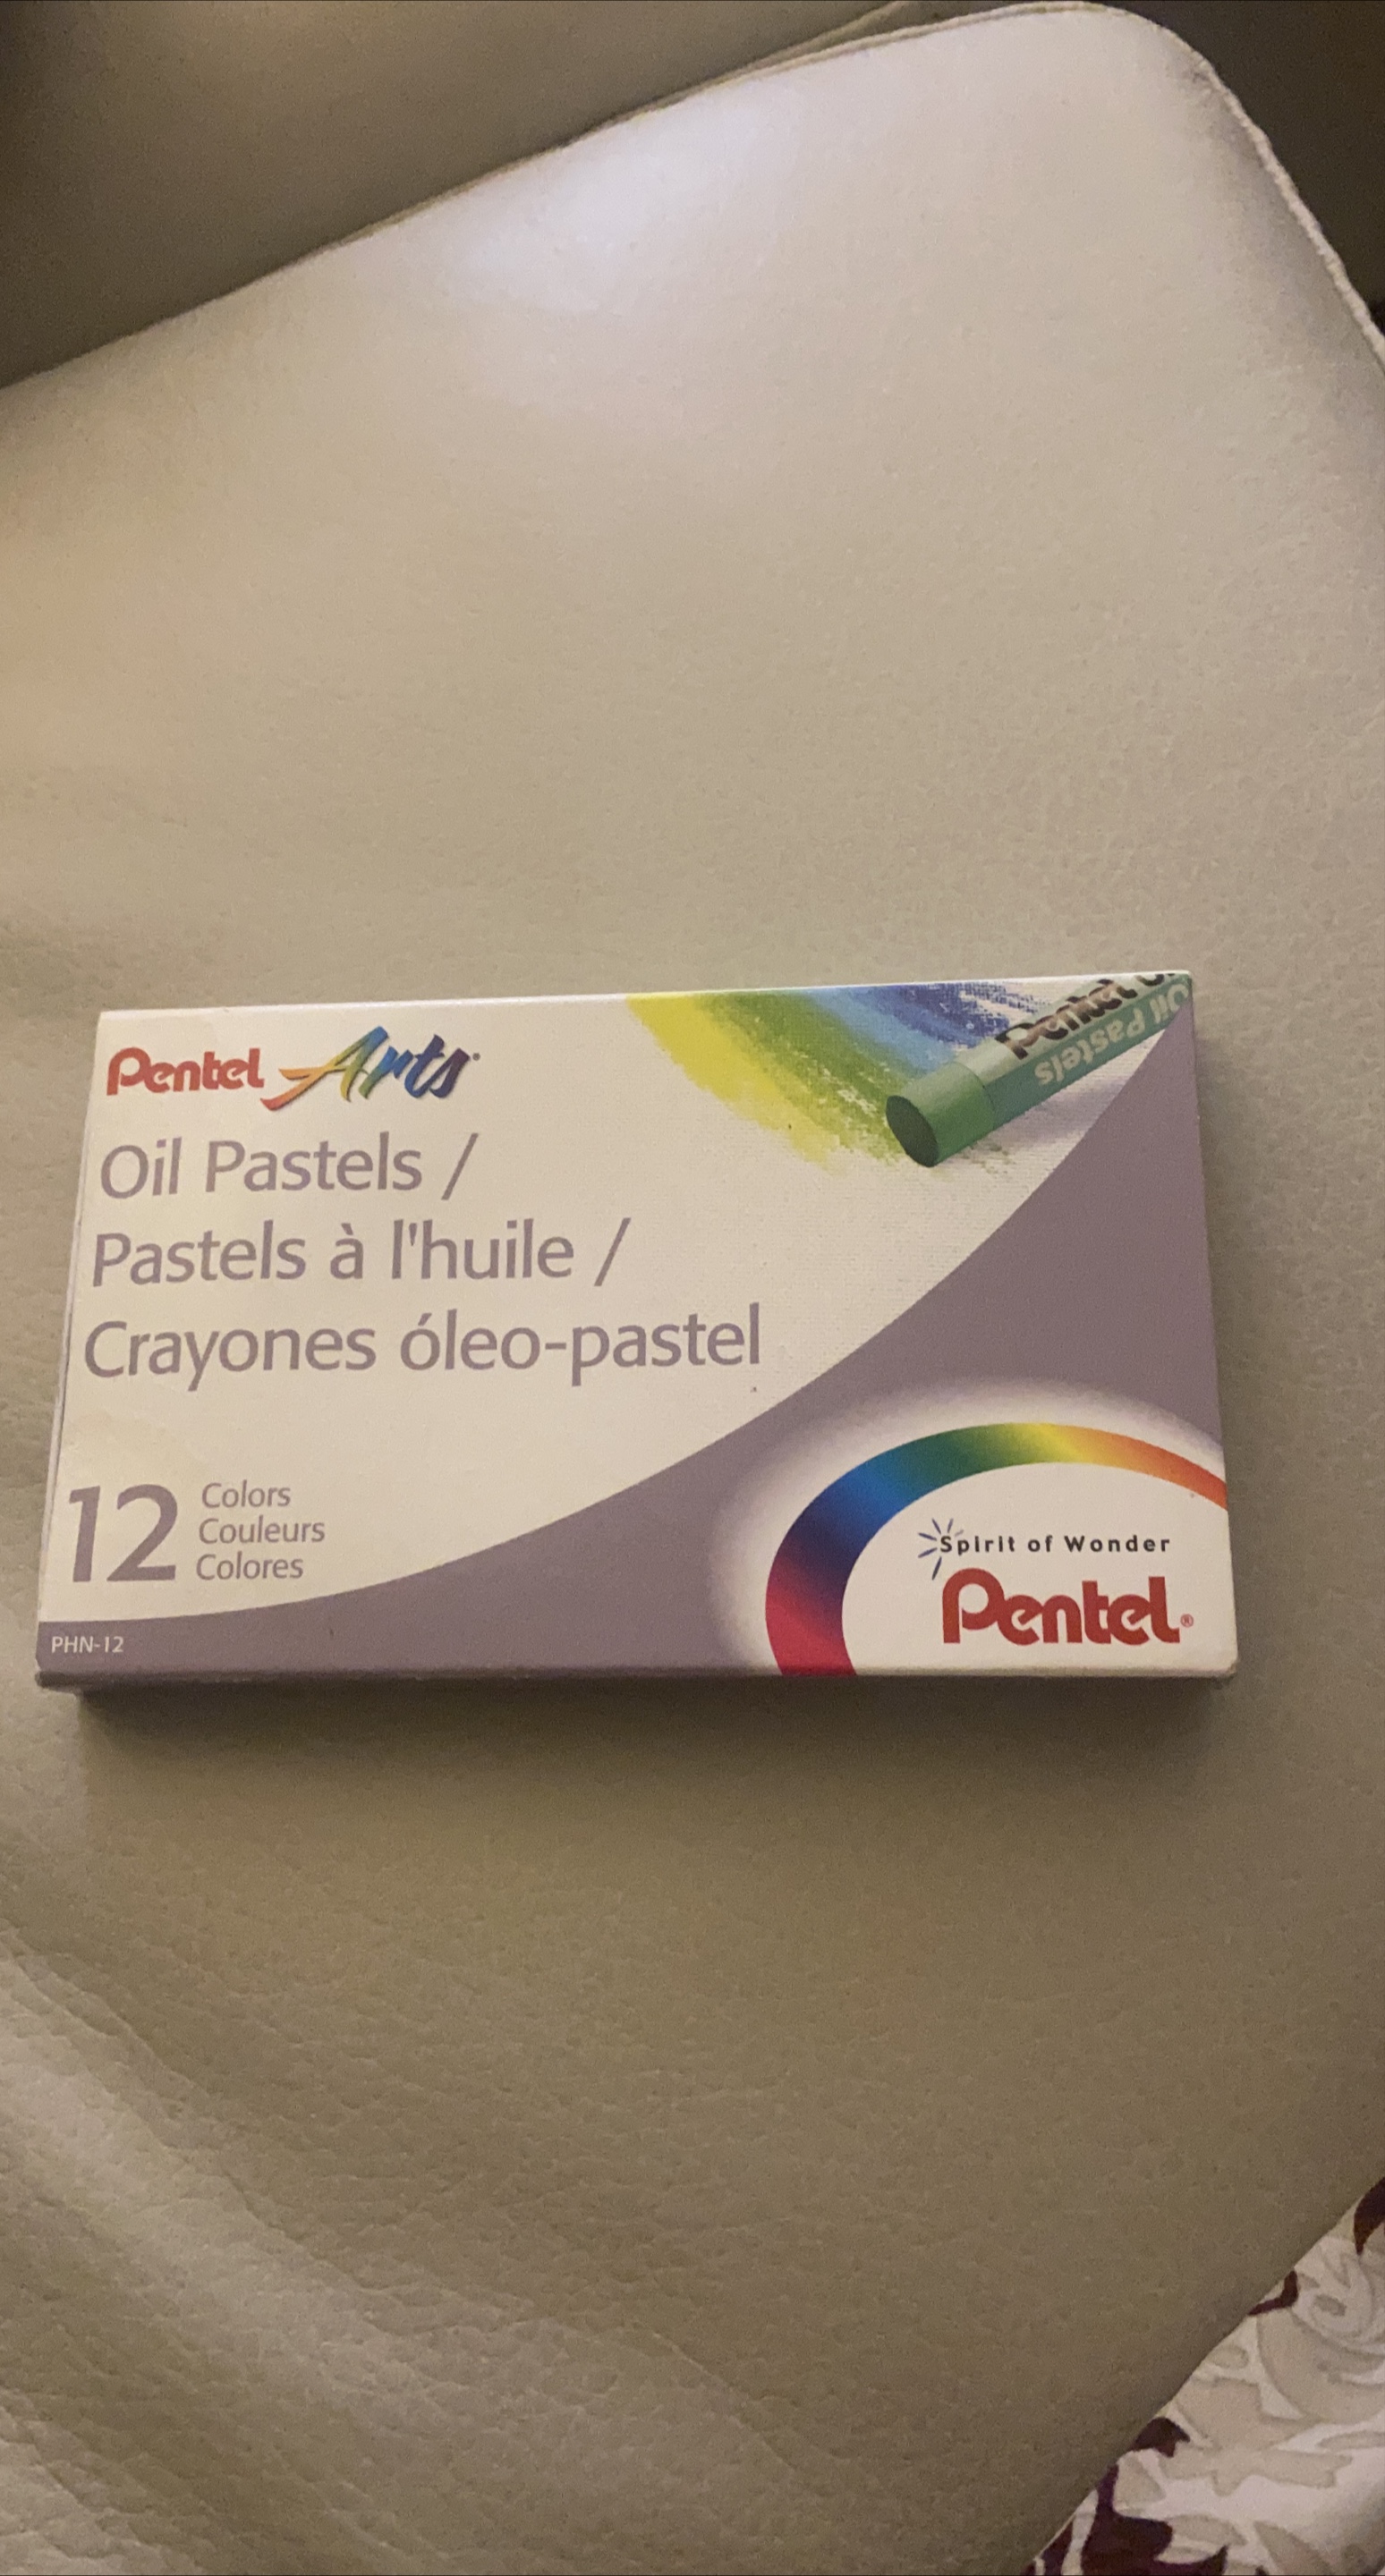 Pentel Arts
Oil Pastels /
Pastels à l'huile /
Crayones óleo-pastel
12 Colors
Couleurs
Colores
PHN-12
Pentel
Oil Pastels
Spirit of Wonder
Pentel®